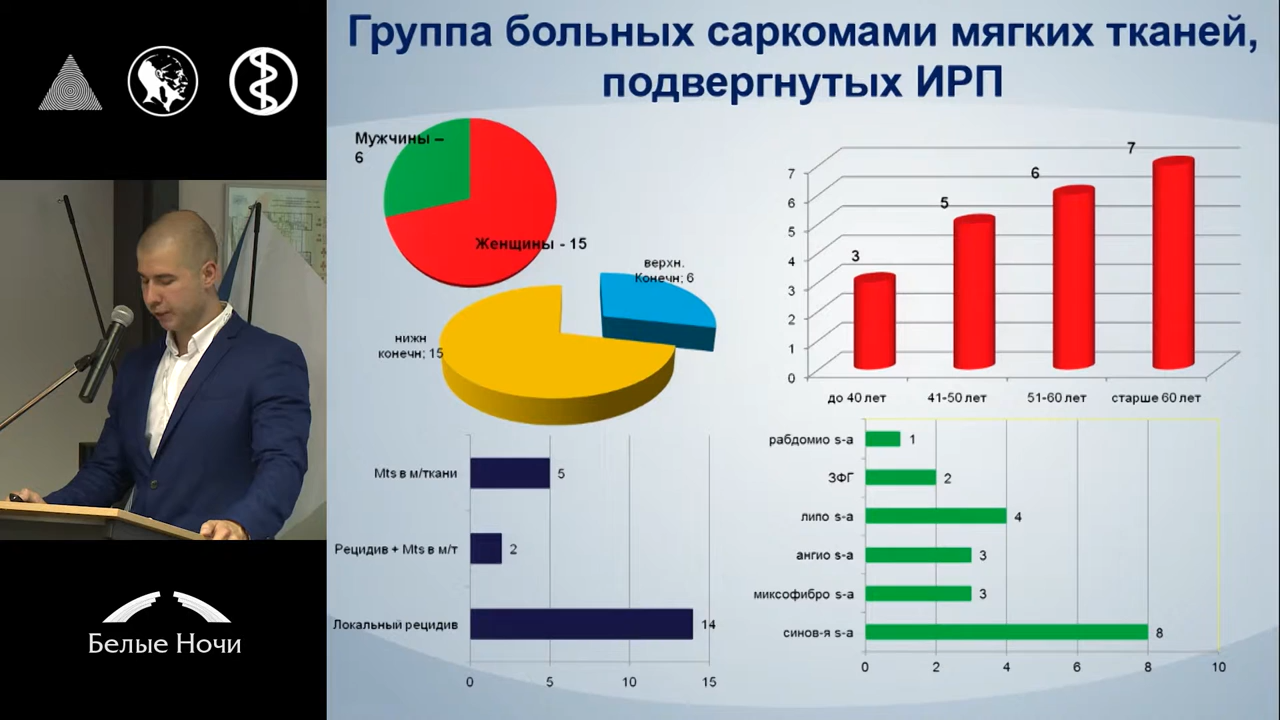 Группа больных саркомами мягких тканей,
подвергнутых ИРП
Мужчины –
6
Женщины - 15
верхн.
Конечн; 6
нижн
конечн; 15
7
6
5
4
3
2
1
0
3
5
6
7
до 40 лет
41-50 лет
51-60 лет
старше 60 лет
Mts в м/ткани
5
Рецидив + Mts в м/т
2
Локальный рецидив
14
0
5
10
15
рабдомио s-a
1
ЗФГ
2
липо s-a
4
ангио s-a
3
миксофибро s-a
3
синов-я s-a
8
0
2
4
6
8
10
Белые Ночи